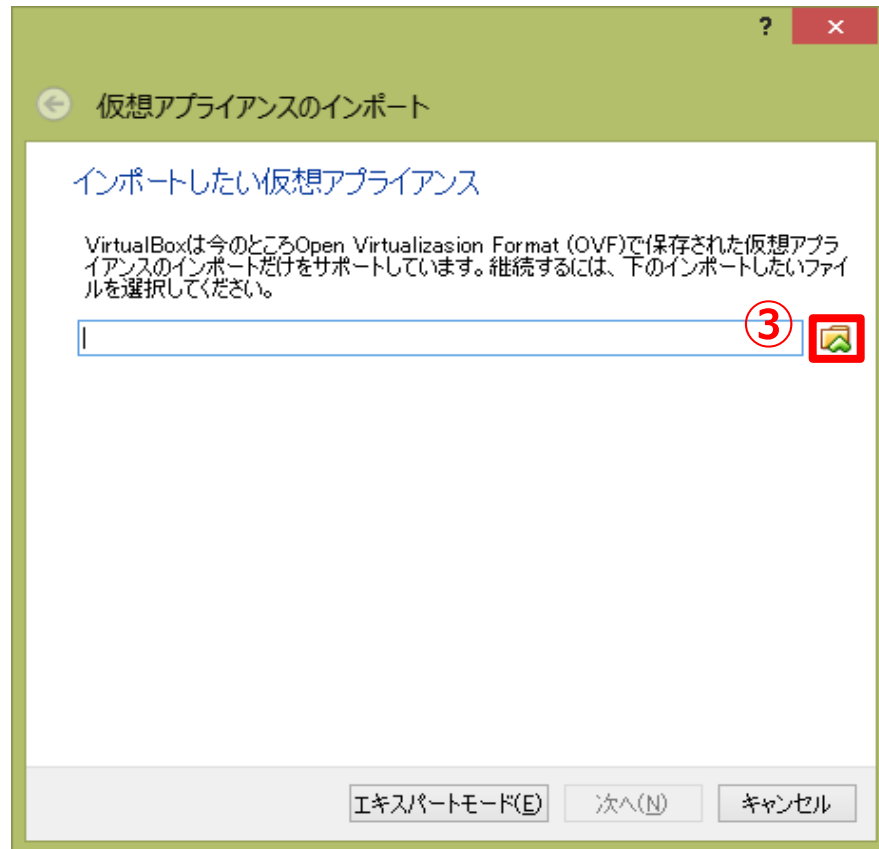 ?
×
仮想アプライアンスのインポート
インポートしたい仮想アプライアンス
VirtualBoxは今のところOpen Virtualizasion Format (OVF)で保存された仮想アプラ
イアンスのインポートだけをサポートしています。継続するには、下のインポートしたいファイ
ルを選択してください。
③
エキスパートモード(E) 次へ(N) キャンセル